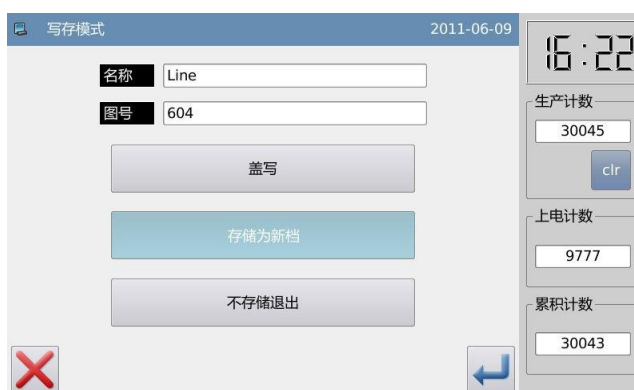 写存模式 2011-06-09
16:22
名称 Line
图号 604
盖写
存储为新档
不存储退出
生产计数
30045
clr
上电计数
9777
累积计数
30043